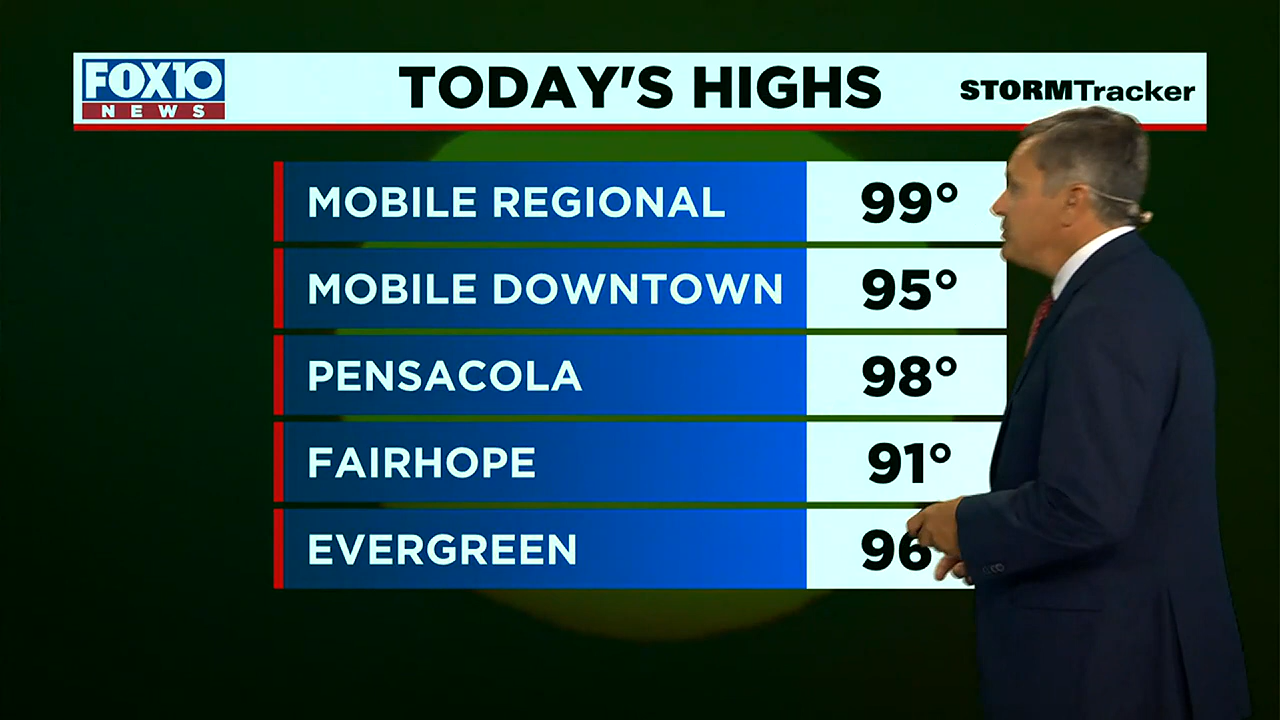 FOX10
NEWS
TODAY'S HIGHS
STORMTracker
MOBILE REGIONAL 99°
MOBILE DOWNTOWN 95°
PENSACOLA 98°
FAIRHOPE 91°
EVERGREEN 96